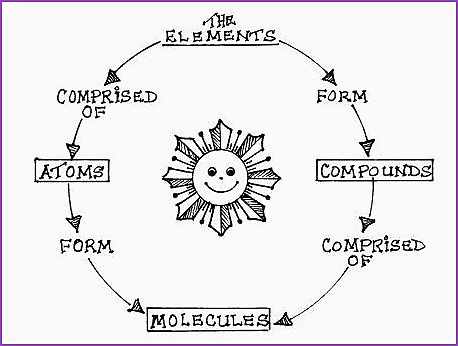 THE
ELEMENTS
COMPRISED
OF
FORM
ATOMS
COMPOUNDS
FORM
COMPRISED
OF
MOLECULES